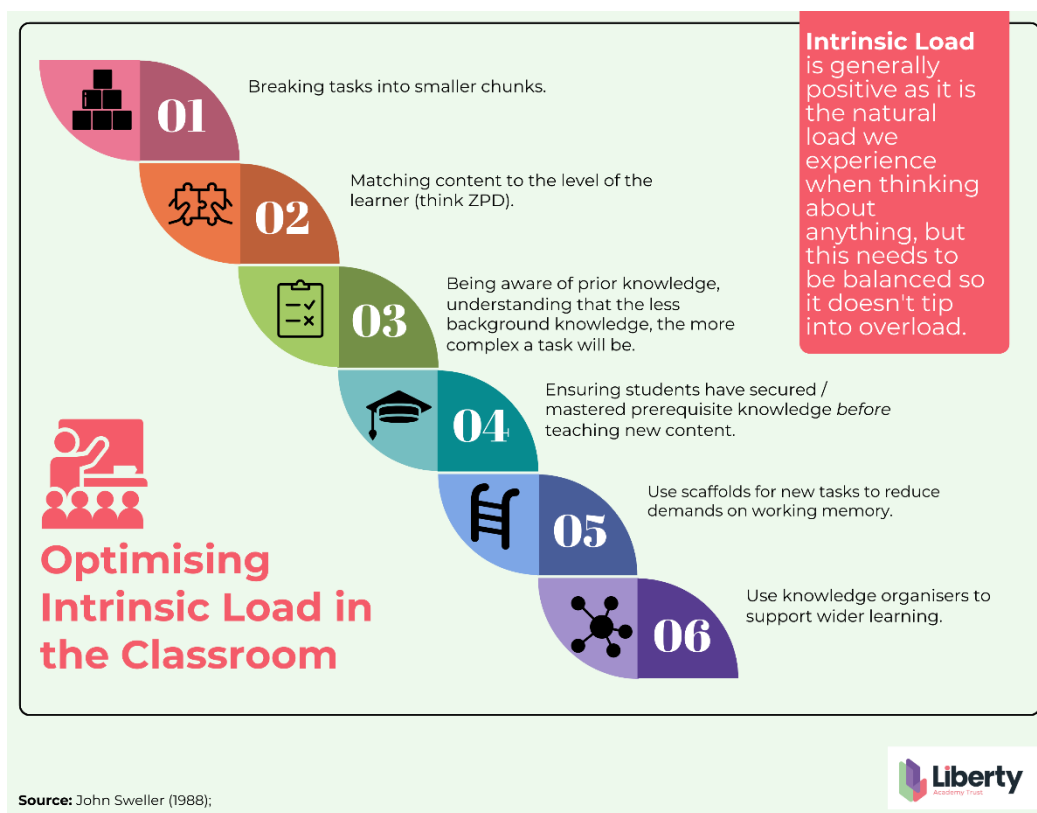 Intrinsic Load
is generally
positive as it is
the natural
load we
experience
when thinking
about
anything, but
this needs to
be balanced so
it doesn't tip
into overload.
01
Breaking tasks into smaller chunks.
02
Matching content to the level of the
learner (think ZPD).
03
Being aware of prior knowledge,
understanding that the less
background knowledge, the more
complex a task will be.
04
Ensuring students have secured /
mastered prerequisite knowledge before
teaching new content.
05
Use scaffolds for new tasks to reduce
demands on working memory.
06
Use knowledge organisers to
support wider learning.
Optimising
Intrinsic Load in
the Classroom
Source: John Sweller (1988);
Liberty
Academy Trust